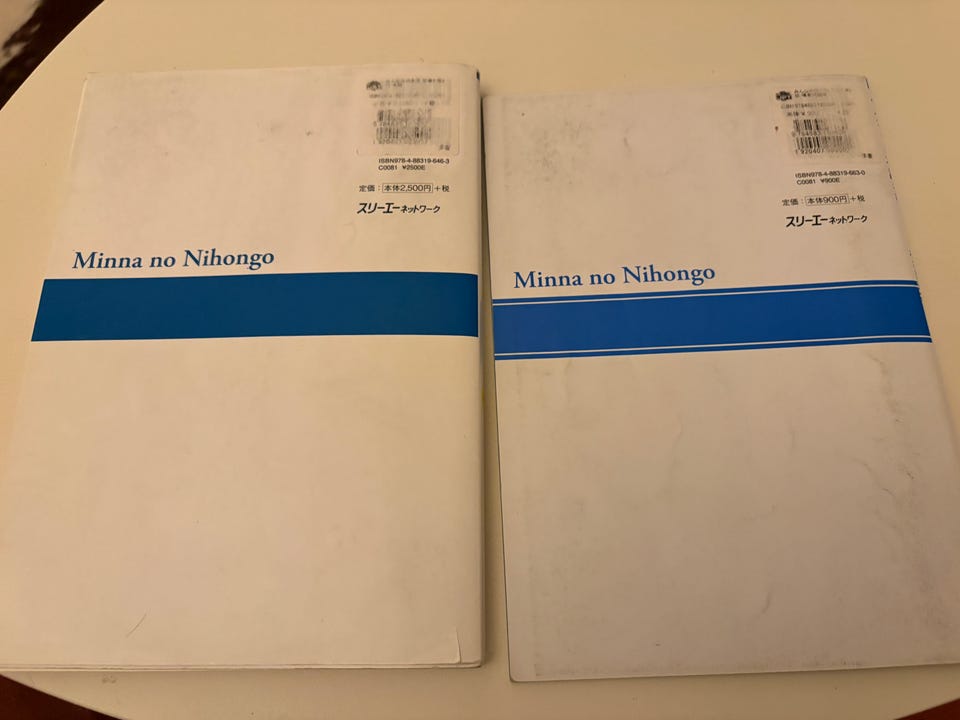 ISBN978-4-88319-646-3
C0081 ¥2500E
定価：本体2,500円＋税
スリーエーネットワーク
Minna no Nihongo
ISBN978-4-88319-663-0
C0081 ¥900E
定価：本体900円＋税
スリーエーネットワーク
Minna no Nihongo